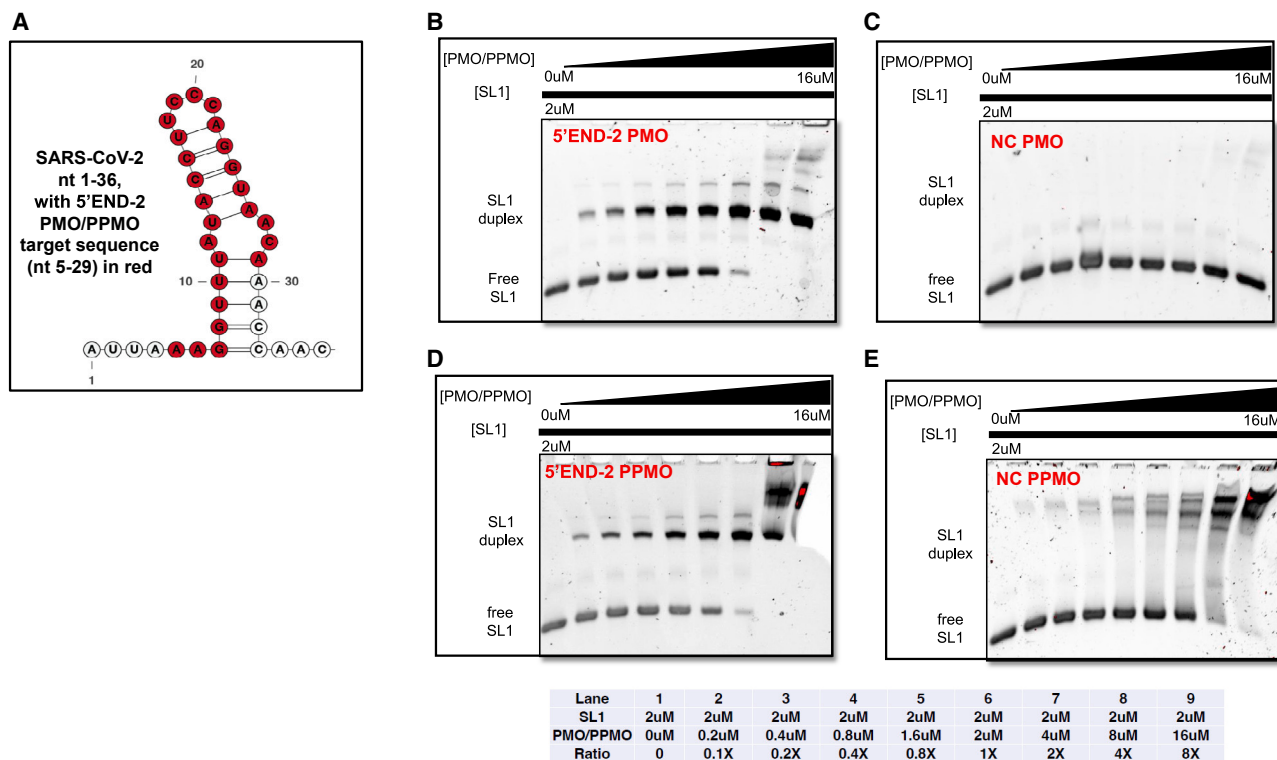 A
20
C C C
U A
U G
C G
C U
A A
U A
A C
U A
10 U A 30
U A
G C
A U U A A A G C A A C
1
SARS-CoV-2
nt 1-36,
with 5'END-2
PMO/PPMO
target sequence
(nt 5-29) in red
B
[PMO/PPMO]
0uM 16uM
[SL1]
2uM
5'END-2 PMO
SL1
duplex
Free
SL1
C
[PMO/PPMO]
0uM 16uM
[SL1]
2uM
NC PMO
SL1
duplex
free
SL1
D
[PMO/PPMO]
0uM 16uM
[SL1]
2uM
5'END-2 PPMO
SL1
duplex
free
SL1
E
[PMO/PPMO]
0uM 16uM
[SL1]
2uM
NC PPMO
SL1
duplex
free
SL1
Lane 1 2 3 4 5 6 7 8 9
SL1 2uM 2uM 2uM 2uM 2uM 2uM 2uM 2uM 2uM
PMO/PPMO 0uM 0.2uM 0.4uM 0.8uM 1.6uM 2uM 4uM 8uM 16uM
Ratio 0 0.1X 0.2X 0.4X 0.8X 1X 2X 4X 8X